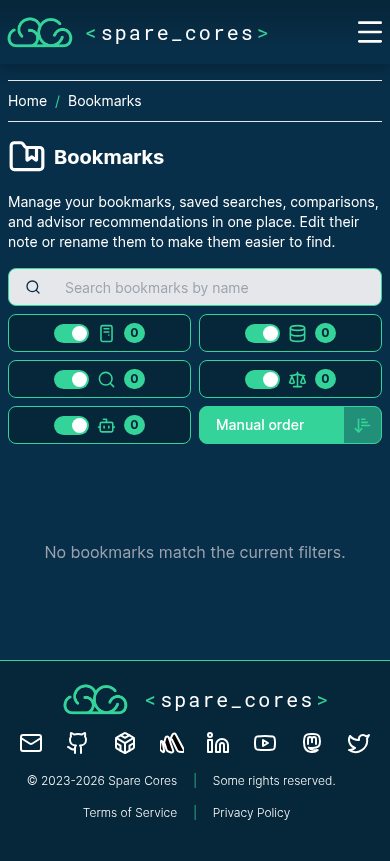 <spare_cores>
Home / Bookmarks
Bookmarks
Manage your bookmarks, saved searches, comparisons,
and advisor recommendations in one place. Edit their
note or rename them to make them easier to find.
Search bookmarks by name
0 0
0 0
0 Manual order
No bookmarks match the current filters.
<spare_cores>
© 2023-2026 Spare Cores | Some rights reserved.
Terms of Service | Privacy Policy